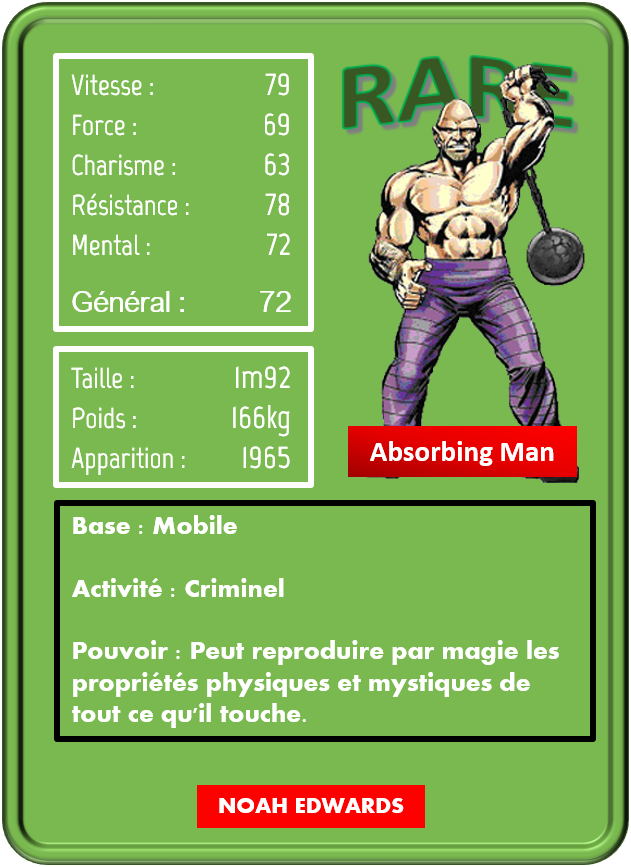 RARE
Vitesse : 79
Force : 69
Charisme : 63
Résistance : 78
Mental : 72
Général : 72
Taille : 1m92
Poids : 166kg
Apparition : 1965
Absorbing Man
Base : Mobile
Activité : Criminel
Pouvoir : Peut reproduire par magie les
propriétés physiques et mystiques de
tout ce qu'il touche.
NOAH EDWARDS